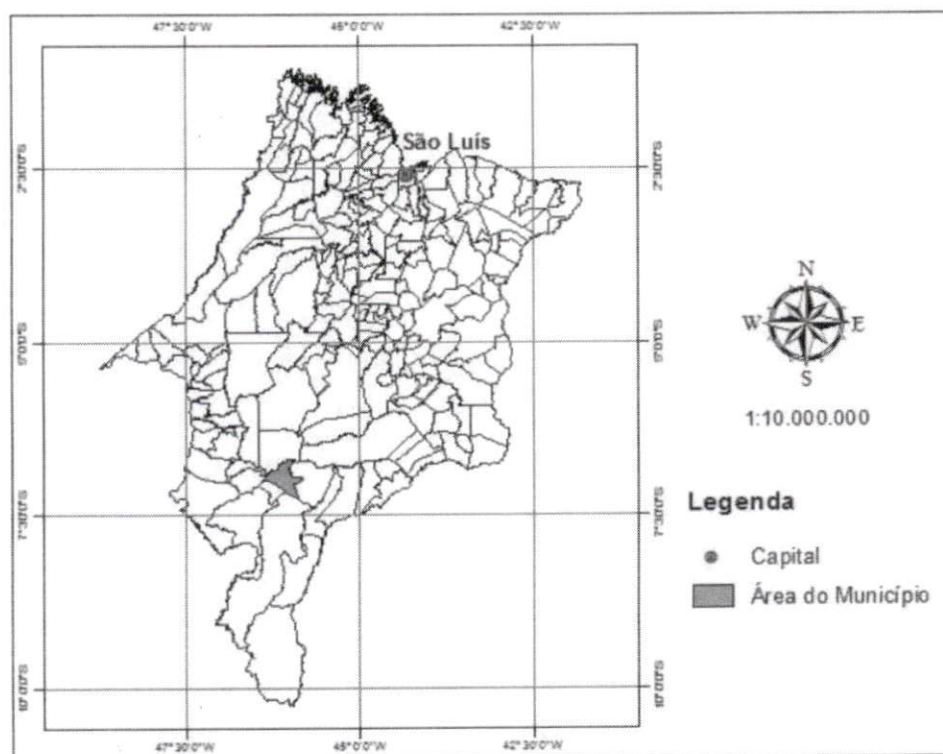 47°30'0"W 45°0'0"W 42°30'0"W
São Luís
2°30'0"S 2°30'0"S
N
W E
S
5°0'0"S 5°0'0"S
1:10.000.000
Legenda
7°30'0"S 7°30'0"S
Capital
Área do Município
10°0'0"S 10°0'0"S
47°30'0"W 45°0'0"W 42°30'0"W